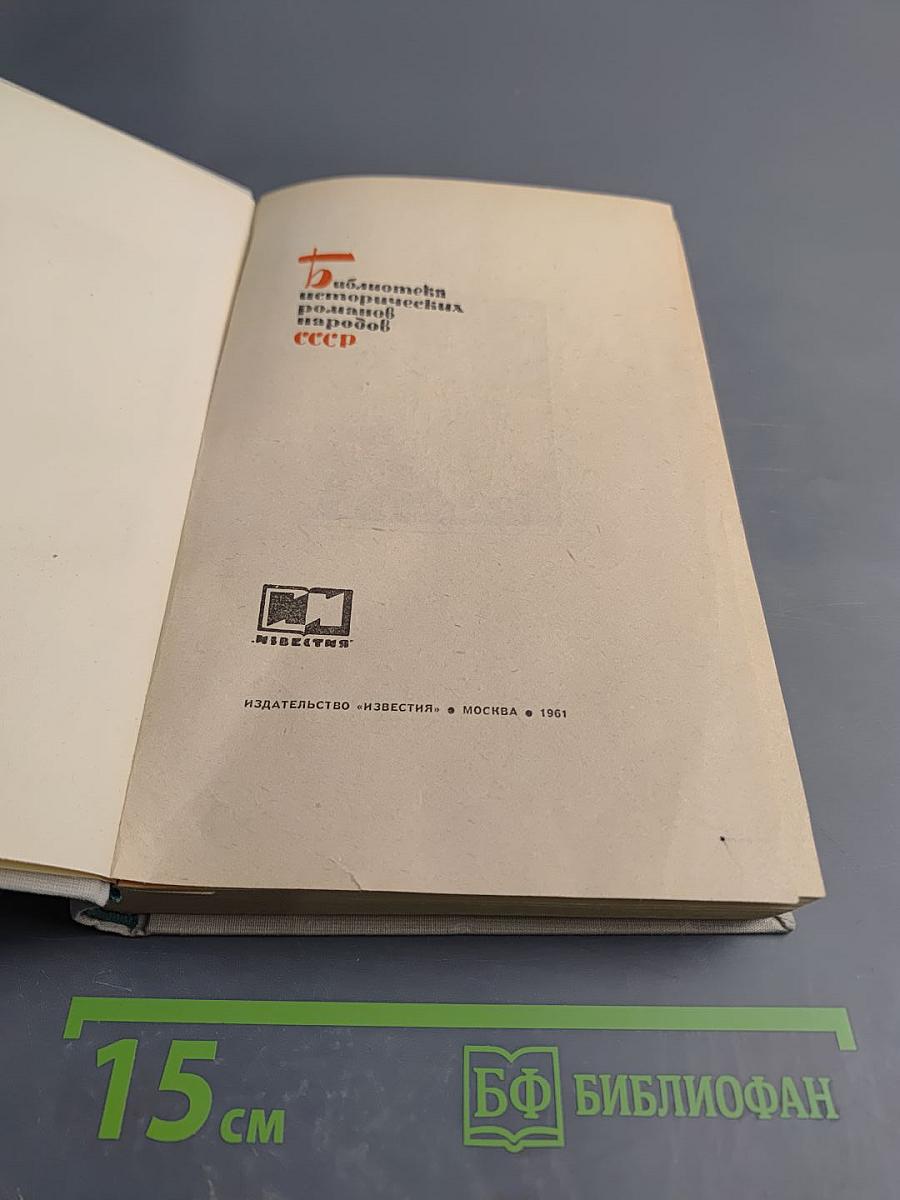 Библиотека
исторических
романов
народов
СССР
ИЗВЕСТИЯ
ИЗДАТЕЛЬСТВО «ИЗВЕСТИЯ» ● МОСКВА ● 1961
15 см
БФ БИБЛИОФАН